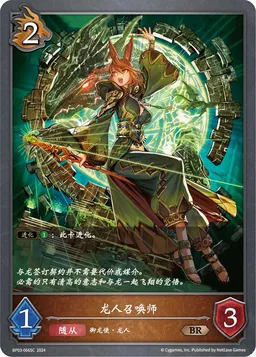 2
进化 1 ：此卡进化。
与龙签订契约并不需要代价或媒介。
必需的只有清高的意志和与龙一起飞翔的觉悟。
龙人召唤师
1
随从
御龙使·龙人
BR
3
BP03-066SC 2024
© Cygames, Inc. Published by NetEase Games